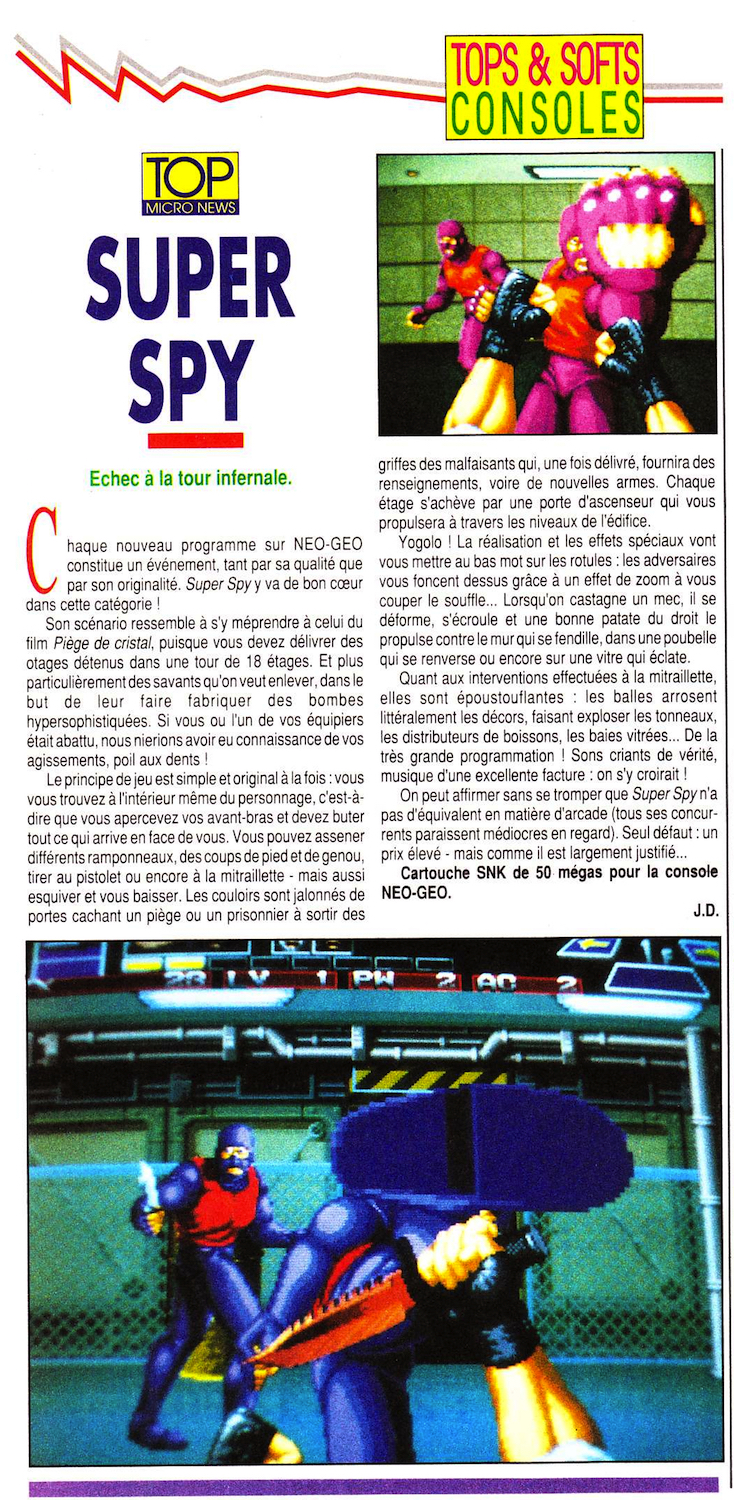 TOPS & SOFTS
CONSOLES
TOP
MICRO NEWS
SUPER
SPY
Echec à la tour infernale.
Chaque nouveau programme sur NEO-GEO
constitue un événement, tant par sa qualité que
par son originalité. Super Spy y va de bon cœur
dans cette catégorie !
Son scénario ressemble à s'y méprendre à celui du
film Piège de cristal, puisque vous devez délivrer des
otages détenus dans une tour de 18 étages. Et plus
particulièrement des savants qu'on veut enlever, dans le
but de leur faire fabriquer des bombes
hypersophistiquées. Si vous ou l'un de vos équipiers
était abattu, nous nierions avoir eu connaissance de vos
agissements, poil aux dents !
Le principe de jeu est simple et original à la fois : vous
vous trouvez à l'intérieur même du personnage, c'est-à-
dire que vous apercevez vos avant-bras et devez buter
tout ce qui arrive en face de vous. Vous pouvez assener
différents ramponneaux, des coups de pied et de genou,
tirer au pistolet ou encore à la mitraillette - mais aussi
esquiver et vous baisser. Les couloirs sont jalonnés de
portes cachant un piège ou un prisonnier à sortir des
griffes des malfaisants qui, une fois délivré, fournira des
renseignements, voire de nouvelles armes. Chaque
étage s'achève par une porte d'ascenseur qui vous
propulsera à travers les niveaux de l'édifice.
Yogolo ! La réalisation et les effets spéciaux vont
vous mettre au bas mot sur les rotules : les adversaires
vous foncent dessus grâce à un effet de zoom à vous
couper le souffle... Lorsqu'on castagne un mec, il se
déforme, s'écroule et une bonne patate du droit le
propulse contre le mur qui se fendille, dans une poubelle
qui se renverse ou encore sur une vitre qui éclate.
Quant aux interventions effectuées à la mitraillette,
elles sont époustouflantes : les balles arrosent
littéralement les décors, faisant exploser les tonneaux,
les distributeurs de boissons, les baies vitrées... De la
très grande programmation ! Sons criants de vérité,
musique d'une excellente facture : on s'y croirait !
On peut affirmer sans se tromper que Super Spy n'a
pas d'équivalent en matière d'arcade (tous ses concur-
rents paraissent médiocres en regard). Seul défaut : un
prix élevé - mais comme il est largement justifié...
Cartouche SNK de 50 mégas pour la console
NEO-GEO.
J.D.
LV 1 PW 2 AC 2